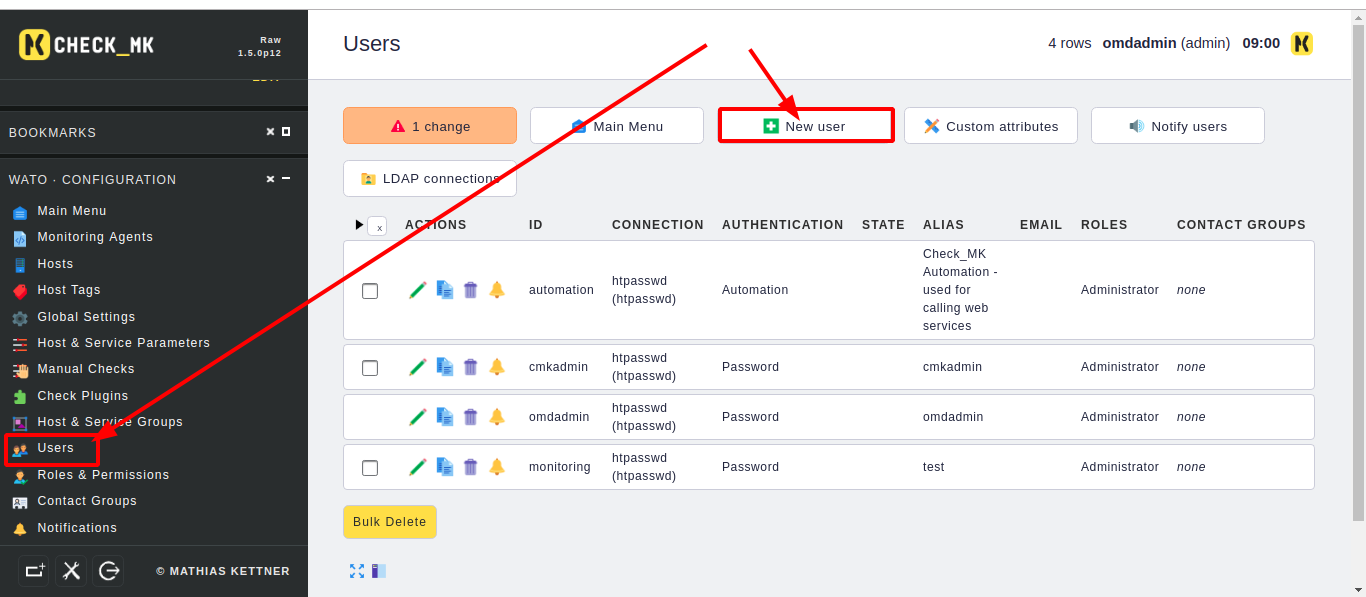 CHECK_MK
Raw
1.5.0p12
BOOKMARKS
WATO · CONFIGURATION
Main Menu
Monitoring Agents
Hosts
Host Tags
Global Settings
Host & Service Parameters
Manual Checks
Check Plugins
Host & Service Groups
Users
Roles & Permissions
Contact Groups
Notifications
© MATHIAS KETTNER
Users
4 rows omdadmin (admin) 09:00
1 change
Main Menu
New user
Custom attributes
Notify users
LDAP connections
x ACTIONS ID CONNECTION AUTHENTICATION STATE ALIAS EMAIL ROLES CONTACT GROUPS
automation
htpasswd
(htpasswd)
Automation
Check_MK
Automation -
used for
calling web
services
Administrator
none
cmkadmin
htpasswd
(htpasswd)
Password
cmkadmin
Administrator
none
omdadmin
htpasswd
(htpasswd)
Password
omdadmin
Administrator
none
monitoring
htpasswd
(htpasswd)
Password
test
Administrator
none
Bulk Delete